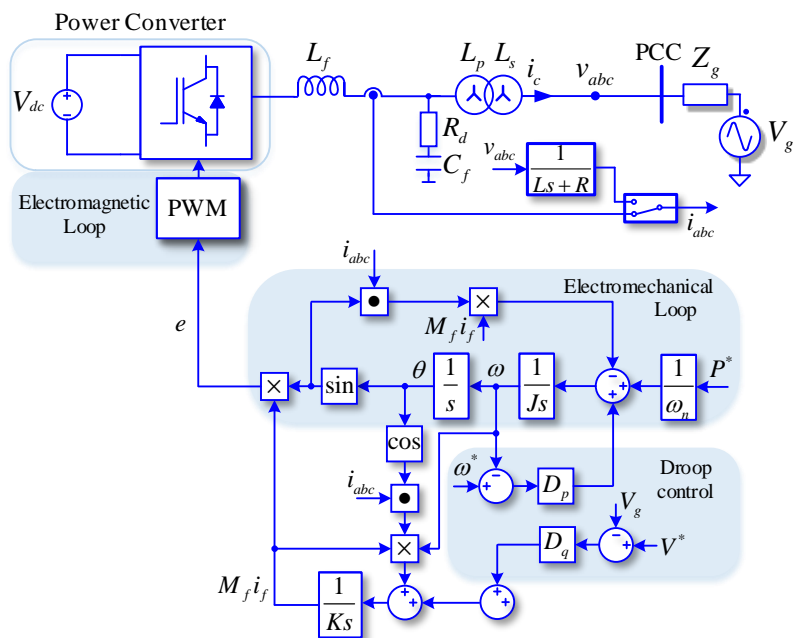 Power Converter
L_f
L_p L_s
i_c
v_abc
PCC
Z_g
V_dc
R_d
C_f
V_g
v_abc
1
Ls + R
i_abc
Electromagnetic
Loop
PWM
i_abc
Electromechanical
Loop
e
M_f i_f
×
×
sin
θ
1
s
ω
1
Js
- - + +
1
ω_n
P*
cos
ω*
+ -
D_p
Droop
control
i_abc
V_g
×
D_q
- +
V*
M_f i_f
1
Ks
+ +
+ +